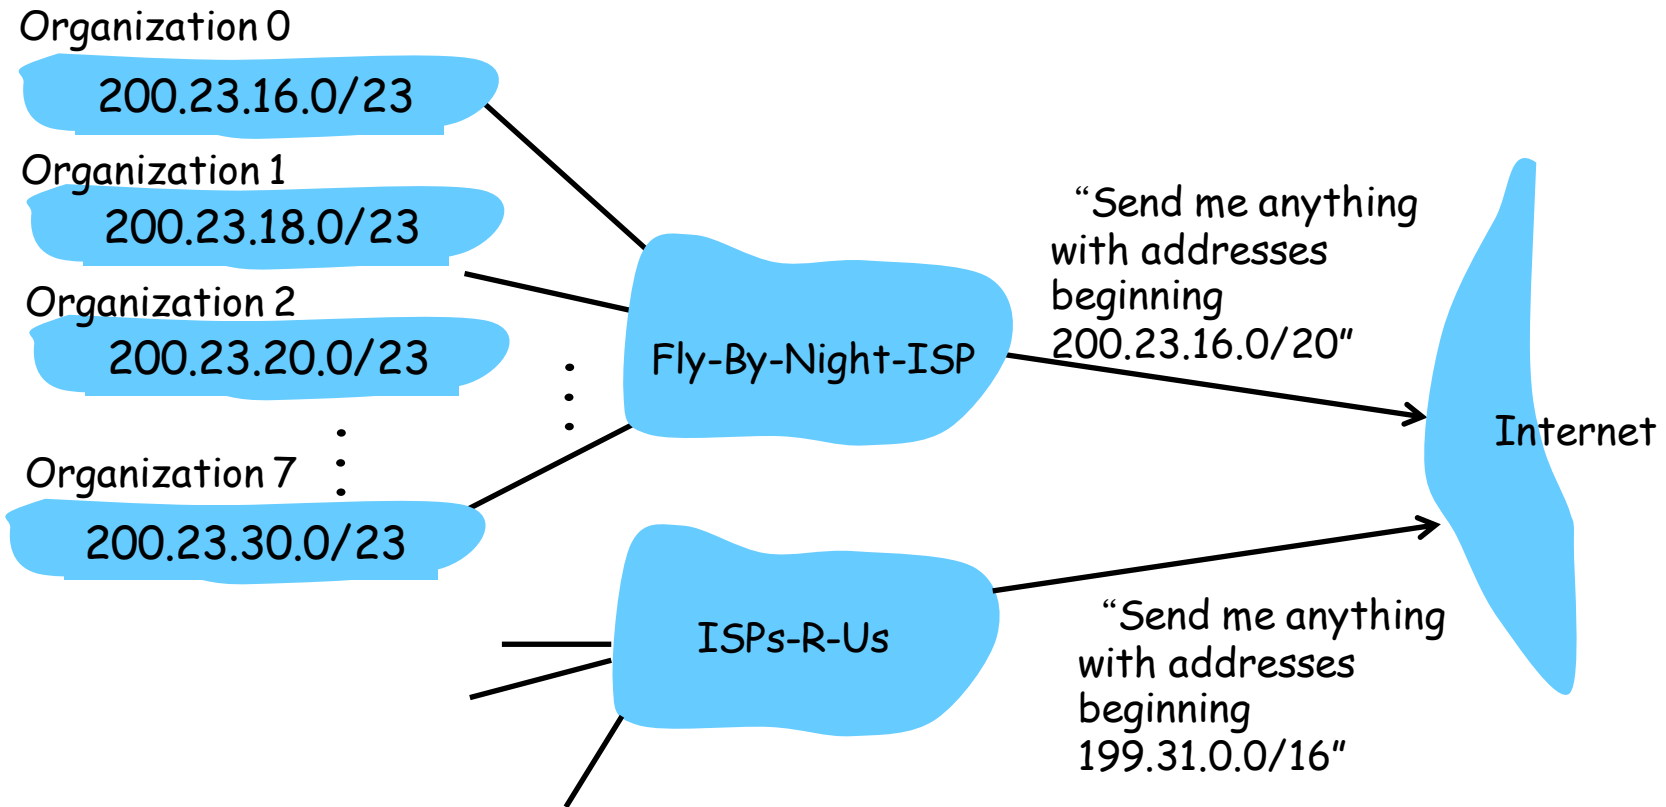 Organization 0
200.23.16.0/23
Organization 1
200.23.18.0/23
Organization 2
200.23.20.0/23
Organization 7
200.23.30.0/23
Fly-By-Night-ISP
“Send me anything
with addresses
beginning
200.23.16.0/20”
Internet
ISPs-R-Us
“Send me anything
with addresses
beginning
199.31.0.0/16”